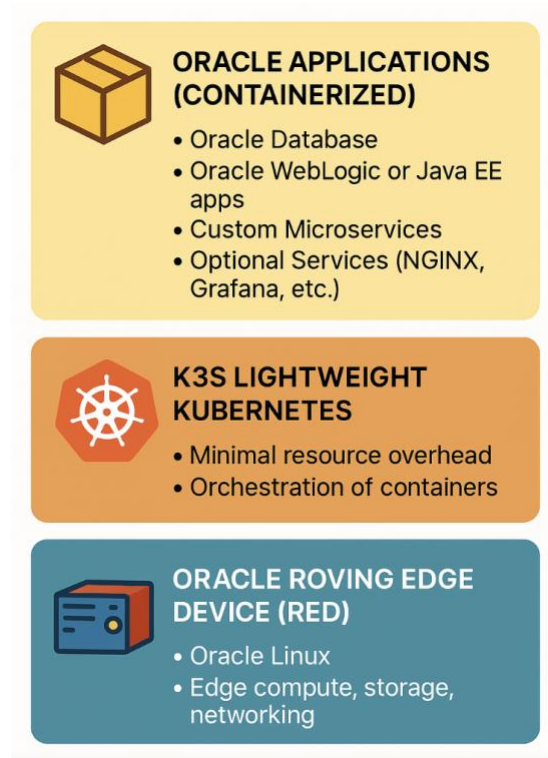 ORACLE APPLICATIONS
(CONTAINERIZED)
• Oracle Database
• Oracle WebLogic or Java EE
apps
• Custom Microservices
• Optional Services (NGINX,
Grafana, etc.)
K3S LIGHTWEIGHT
KUBERNETES
• Minimal resource overhead
• Orchestration of containers
ORACLE ROVING EDGE
DEVICE (RED)
• Oracle Linux
• Edge compute, storage,
networking